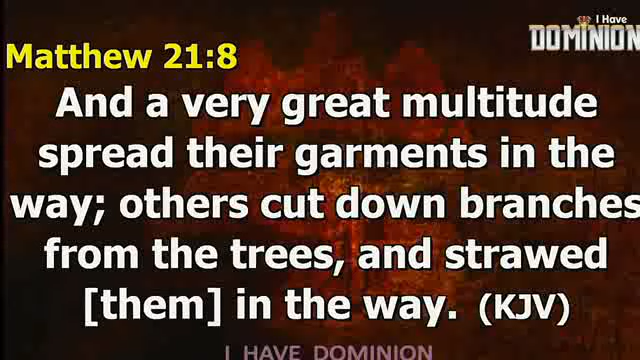 I Have
DOMINION
Matthew 21:8
And a very great multitude
spread their garments in the
way; others cut down branches
from the trees, and strawed
[them] in the way. (KJV)
I HAVE DOMINION